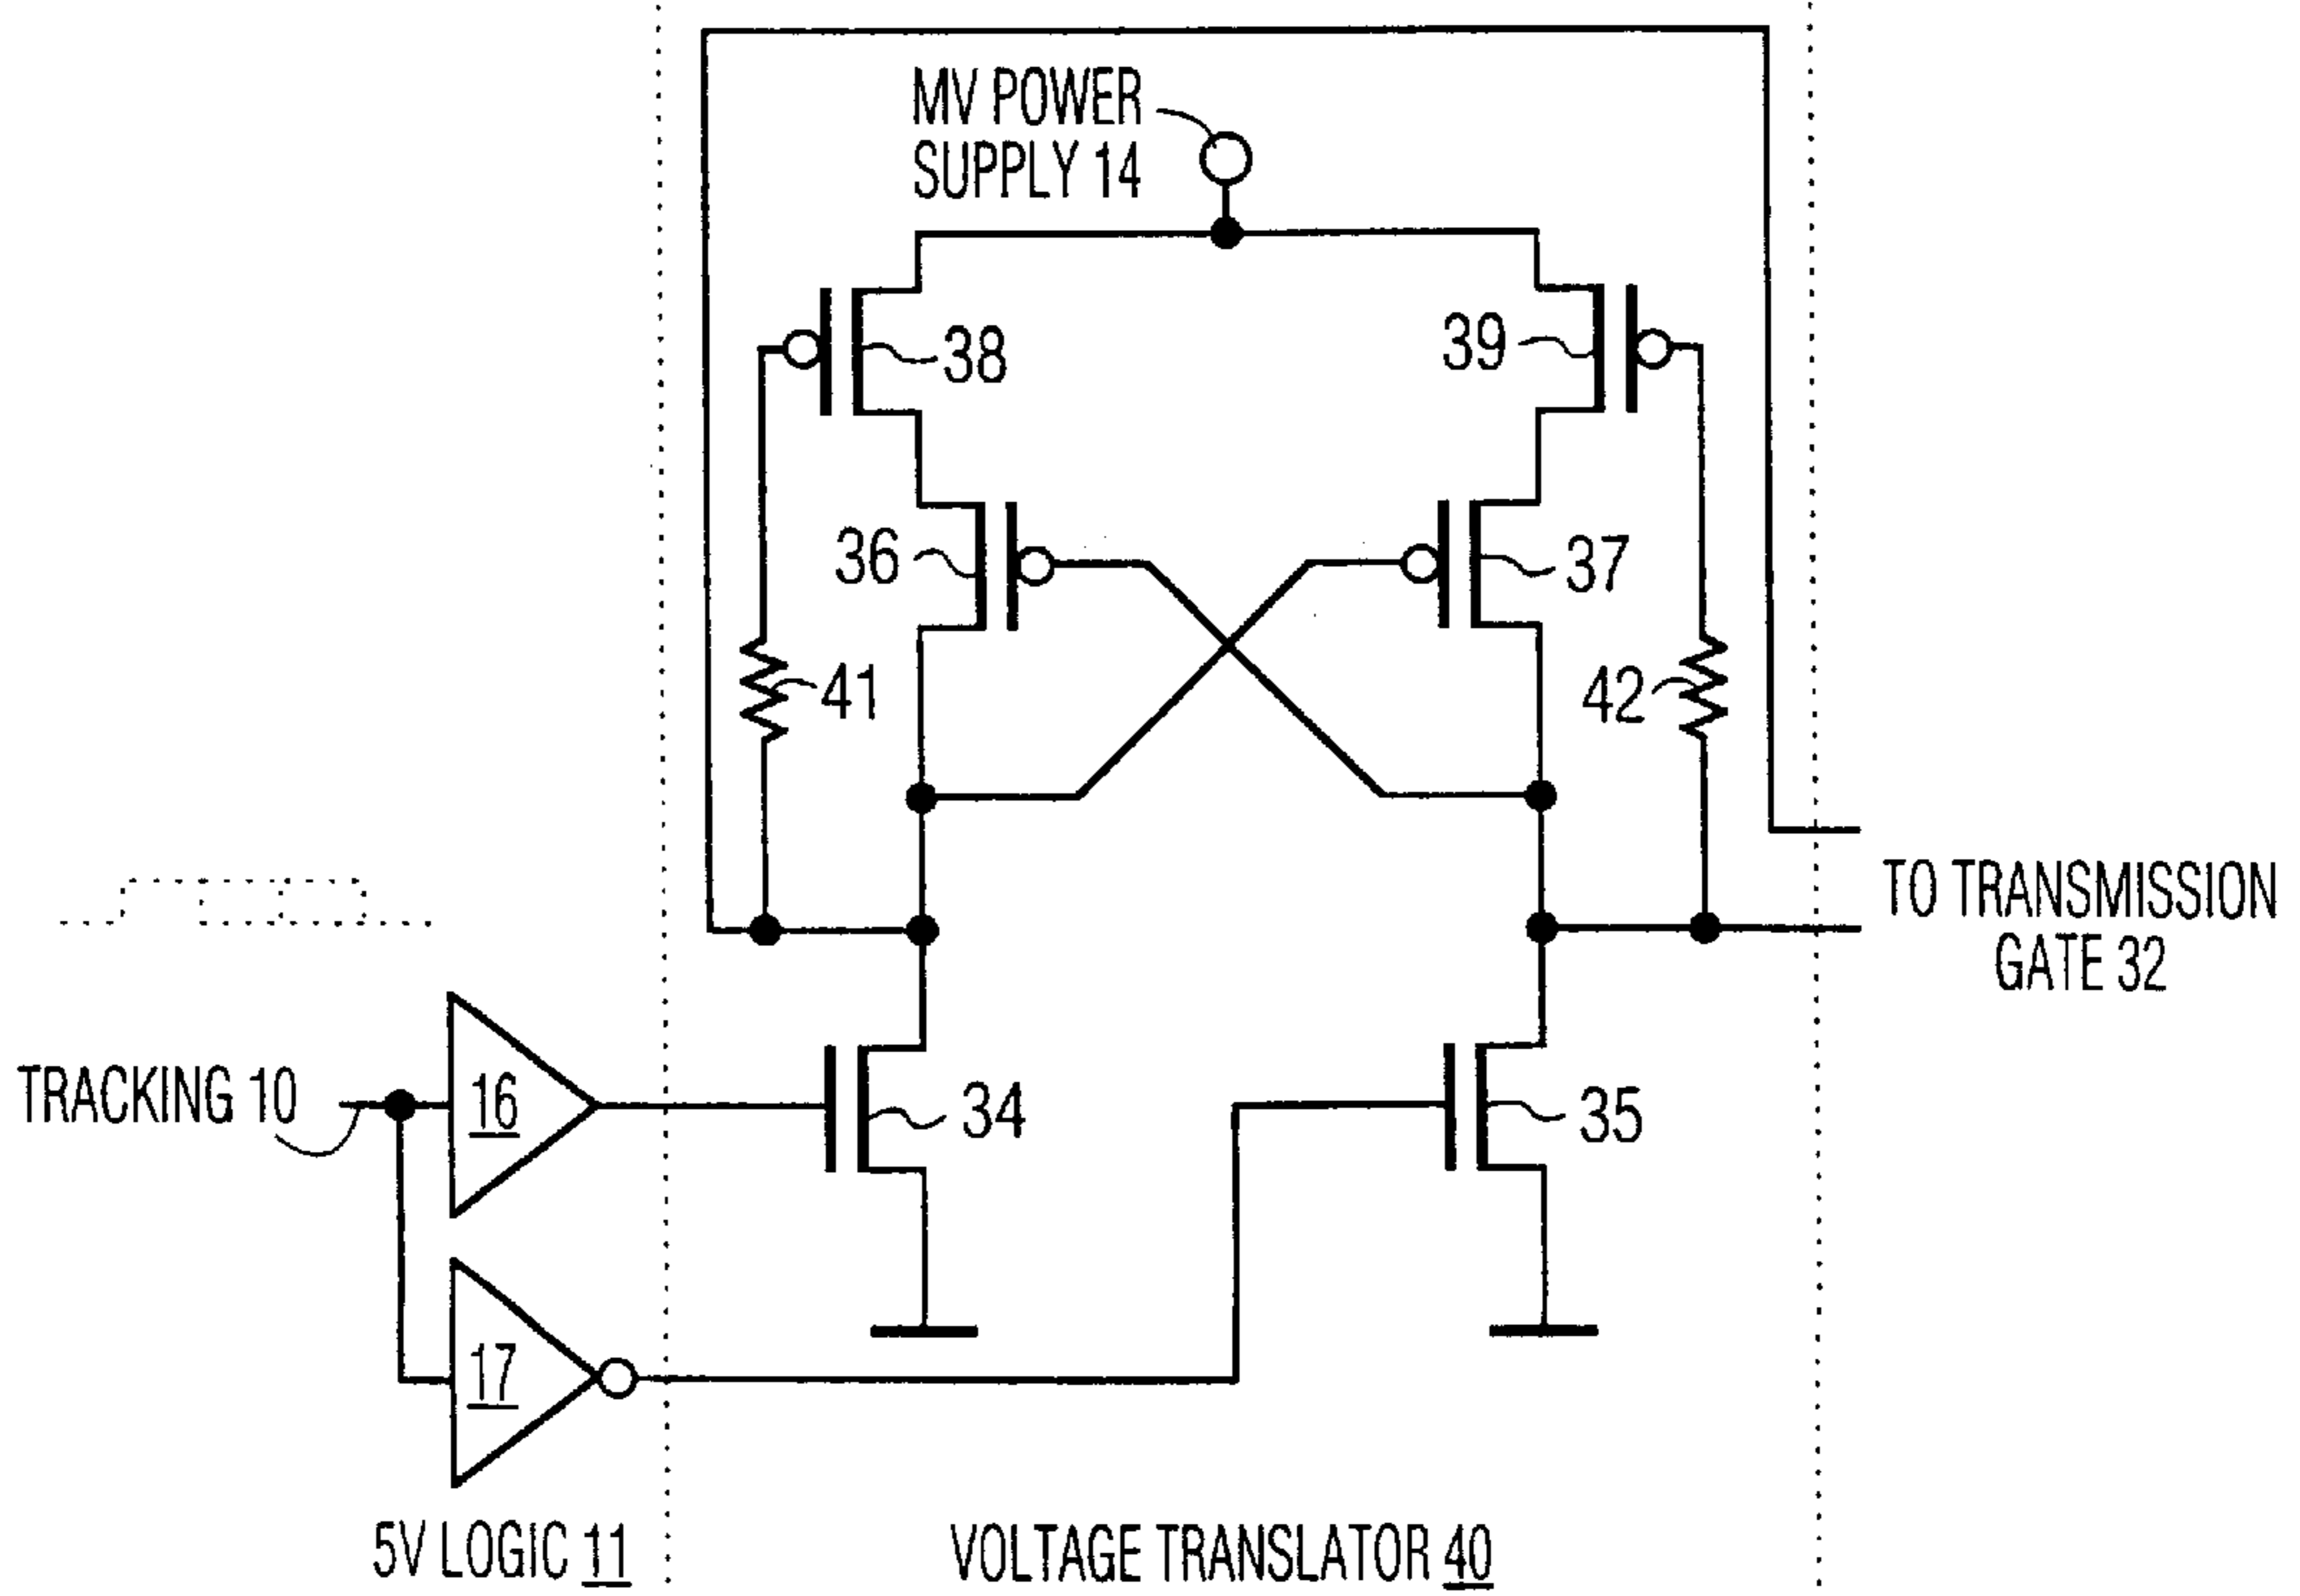 MV POWER
SUPPLY 14
38
39
36
37
41
42
TO TRANSMISSION
GATE 32
TRACKING 10
16
34
35
17
5V LOGIC 11
VOLTAGE TRANSLATOR 40